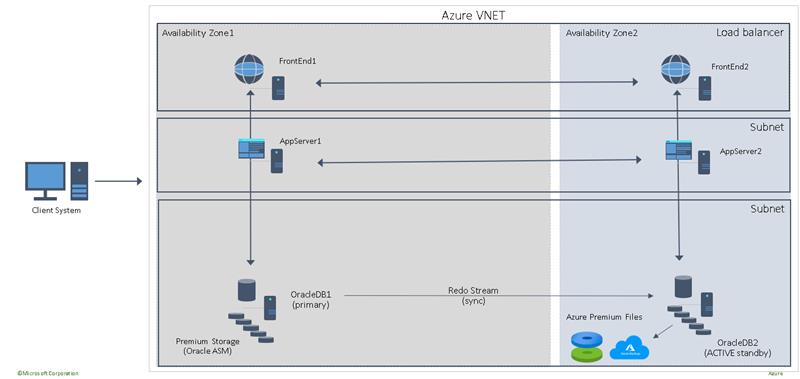 Azure VNET
Availability Zone1
Availability Zone2
Load balancer
FrontEnd1
FrontEnd2
Subnet
AppServer1
AppServer2
Client System
Subnet
OracleDB1
(primary)
Redo Stream
(sync)
Premium Storage
(Oracle ASM)
Azure Premium Files
OracleDB2
(ACTIVE standby)
©Microsoft Corporation
Azure